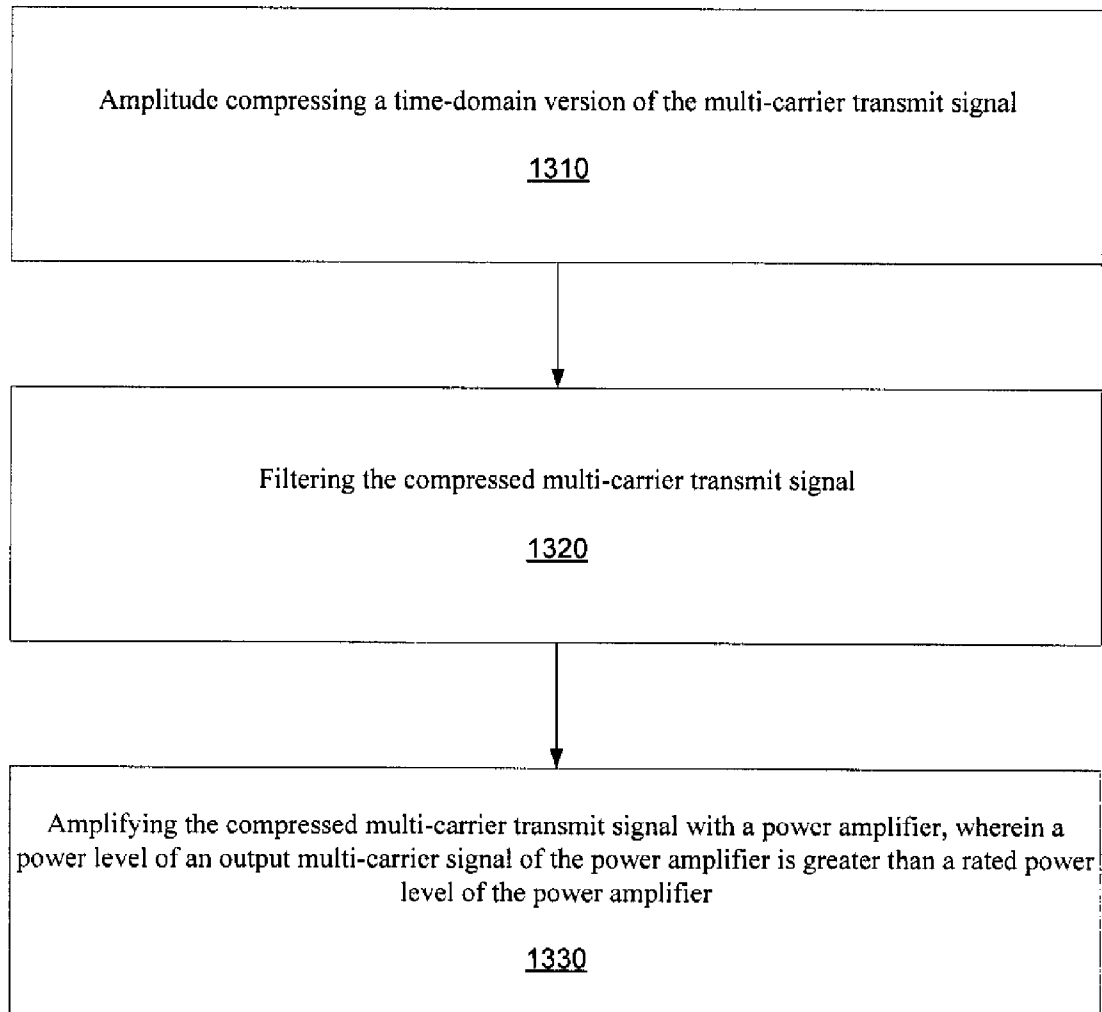 Amplitude compressing a time-domain version of the multi-carrier transmit signal
1310
Filtering the compressed multi-carrier transmit signal
1320
Amplifying the compressed multi-carrier transmit signal with a power amplifier, wherein a
power level of an output multi-carrier signal of the power amplifier is greater than a rated power
level of the power amplifier
1330